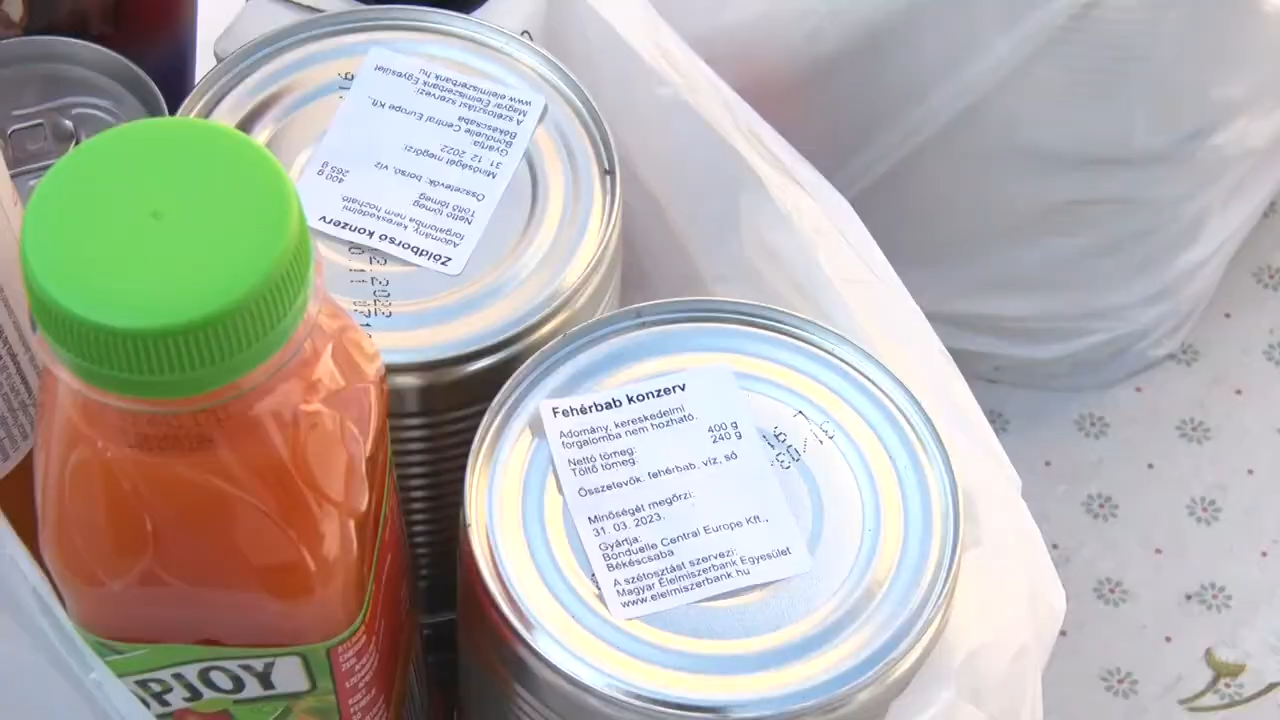 Zöldborsó konzerv
Adomány, kereskedelmi
forgalomba nem hozható.
Nettó tömeg: 400 g
Töltő tömeg: 265 g
Összetevők: borsó, víz
Minőségét megőrzi:
31. 12. 2022.
Gyártja:
Bonduelle Central Europe Kft.,
Békéscsaba
A szétosztást szervezi:
Magyar Élelmiszerbank Egyesület
www.elelmiszerbank.hu
Fehérbab konzerv
Adomány, kereskedelmi
forgalomba nem hozható.
Nettó tömeg: 400 g
Töltő tömeg: 240 g
Összetevők: fehérbab, víz, só
Minőségét megőrzi:
31. 03. 2023.
Gyártja:
Bonduelle Central Europe Kft.,
Békéscsaba
A szétosztást szervezi:
Magyar Élelmiszerbank Egyesület
www.elelmiszerbank.hu
PJOY